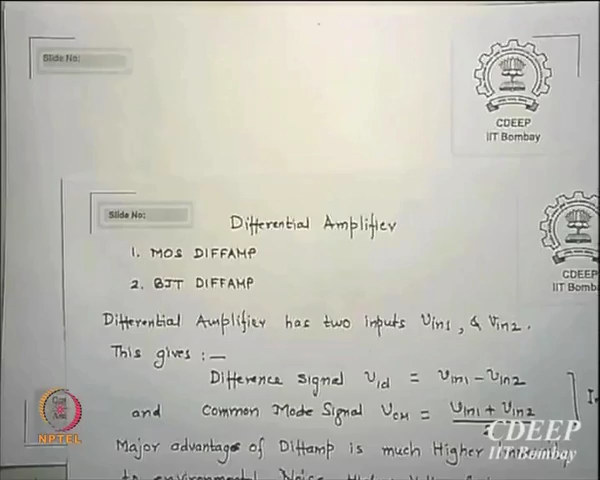 Slide No:
CDEEP
IIT Bombay
Slide No:
Differential Amplifier
1. MOS DIFFAMP
2. BJT DIFFAMP
CDEEP
IIT Bomba
Differential Amplifier has two inputs Vin1, & Vin2.
This gives :—
Difference signal Vid = Vin1 - Vin2
and Common Mode Signal VCM = Vin1 + Vin2 / 2
Major advantage of Diffamp is much Higher immunity
to environmental Noise
NPTEL
CDEEP
IIT Bombay